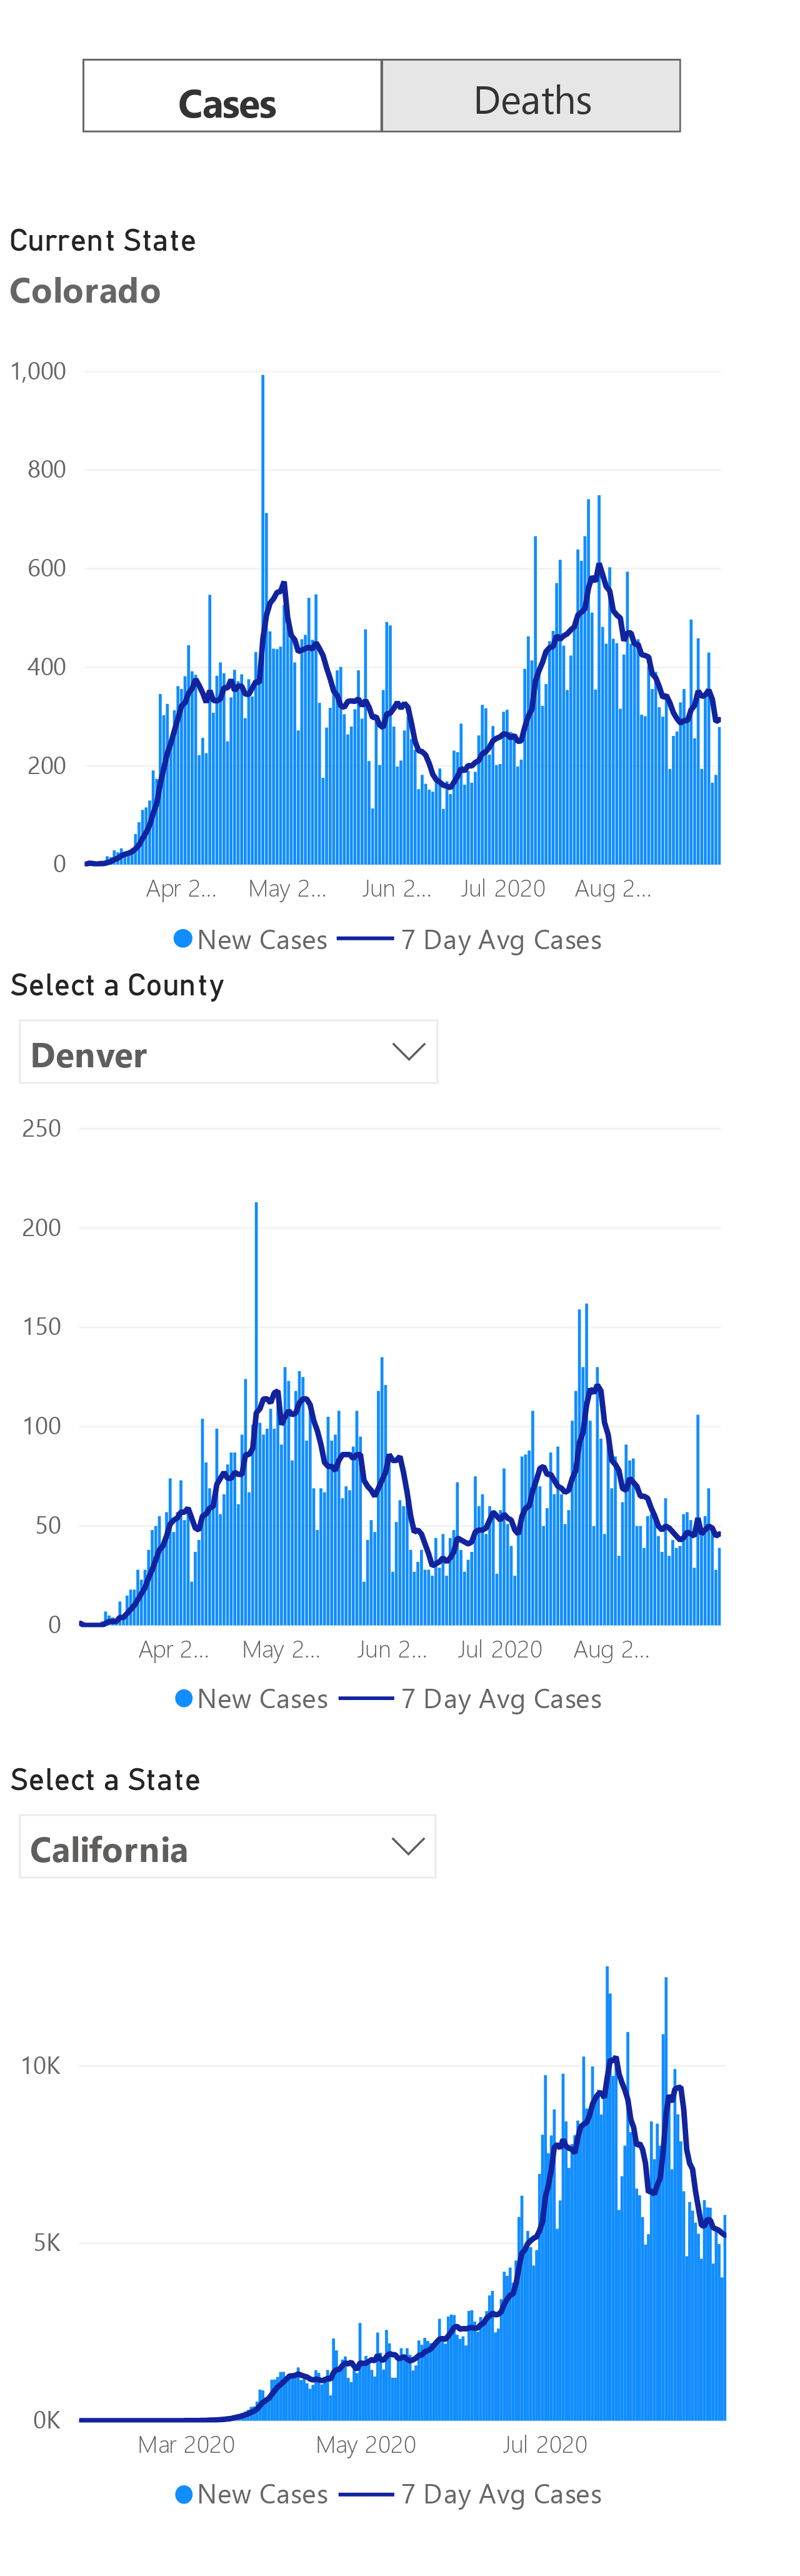 Cases Deaths
Current State
Colorado
1,000
800
600
400
200
0
Apr 2... May 2... Jun 2... Jul 2020 Aug 2...
New Cases 7 Day Avg Cases
Select a County
Denver
250
200
150
100
50
0
Apr 2... May 2... Jun 2... Jul 2020 Aug 2...
New Cases 7 Day Avg Cases
Select a State
California
10K
5K
0K
Mar 2020 May 2020 Jul 2020
New Cases 7 Day Avg Cases